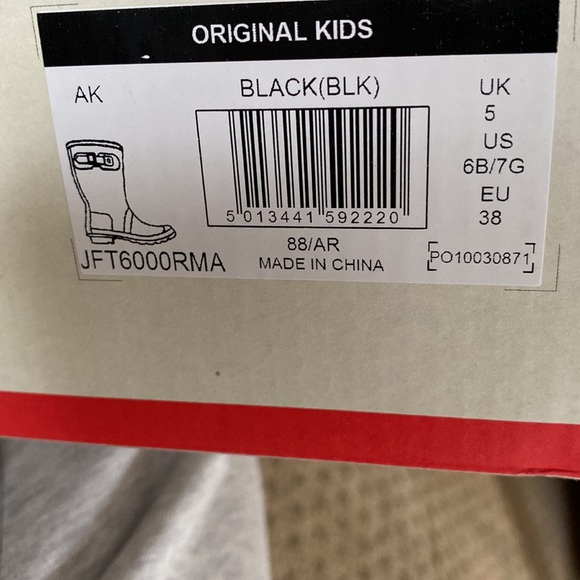 ORIGINAL KIDS
AK
BLACK(BLK)
5 013441 592220
88/AR
MADE IN CHINA
JFT6000RMA
UK
5
US
6B/7G
EU
38
PO10030871